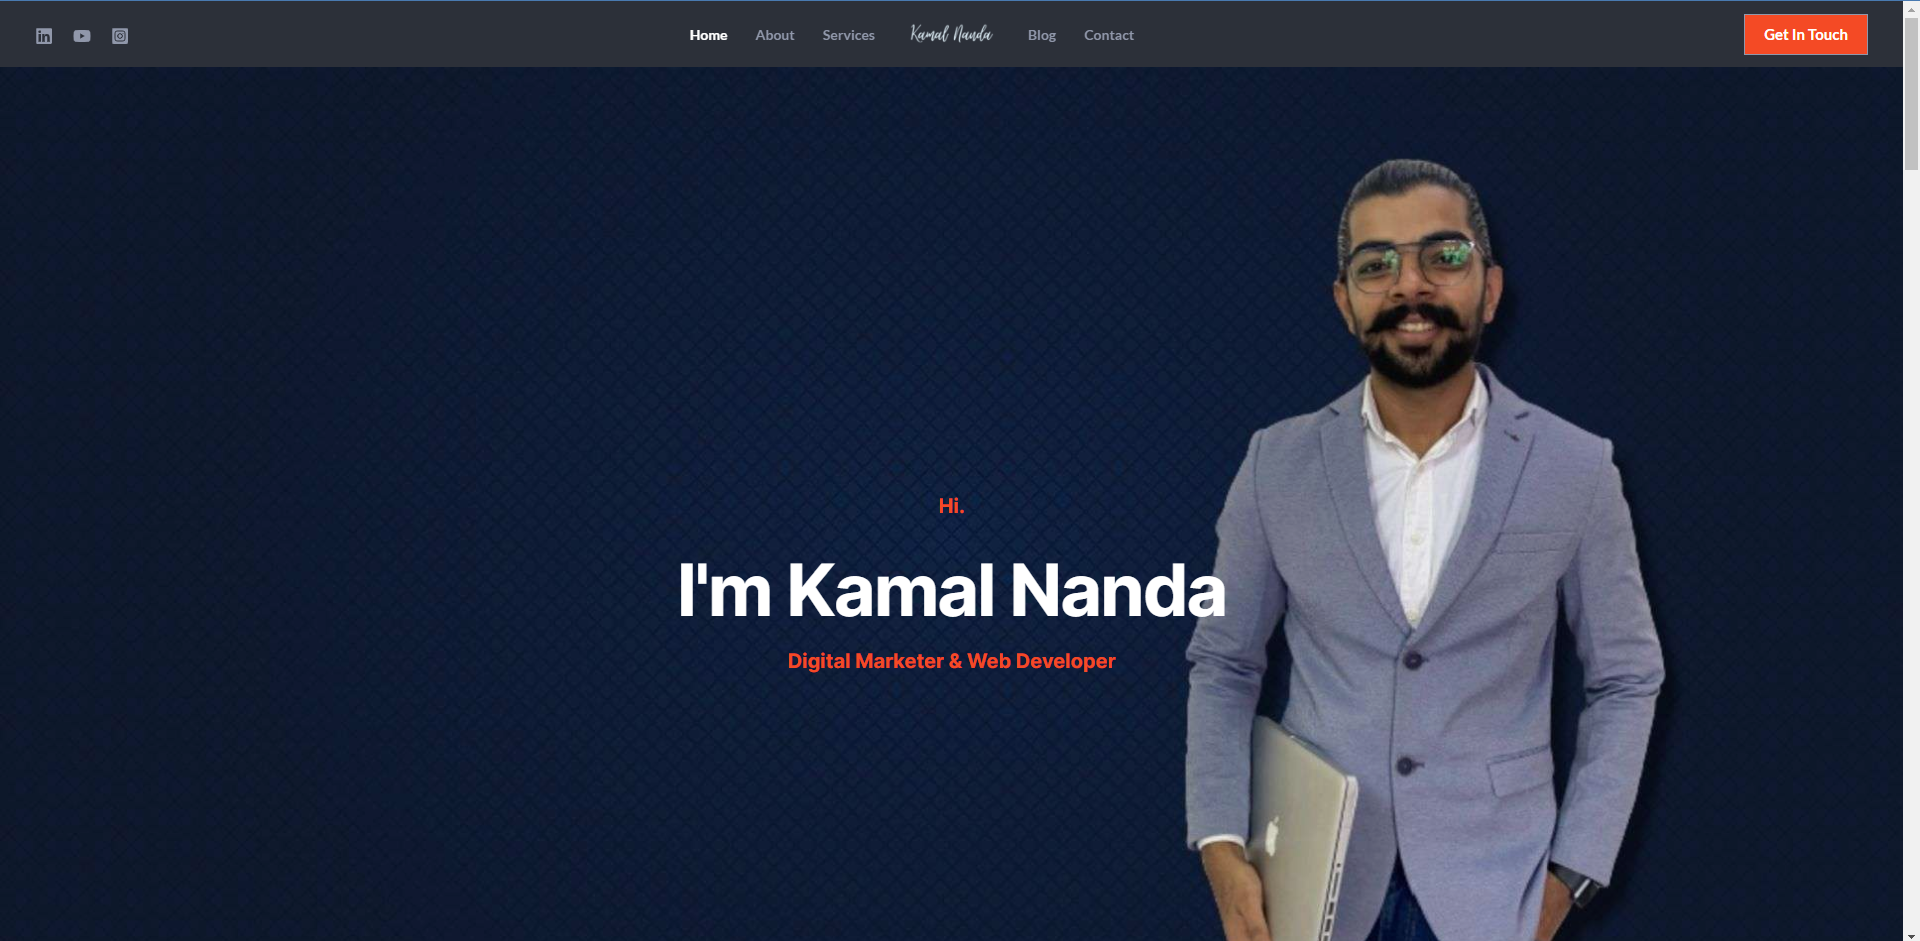 Home About Services Kamal Nanda Blog Contact Get In Touch
Hi.
I'm Kamal Nanda
Digital Marketer & Web Developer